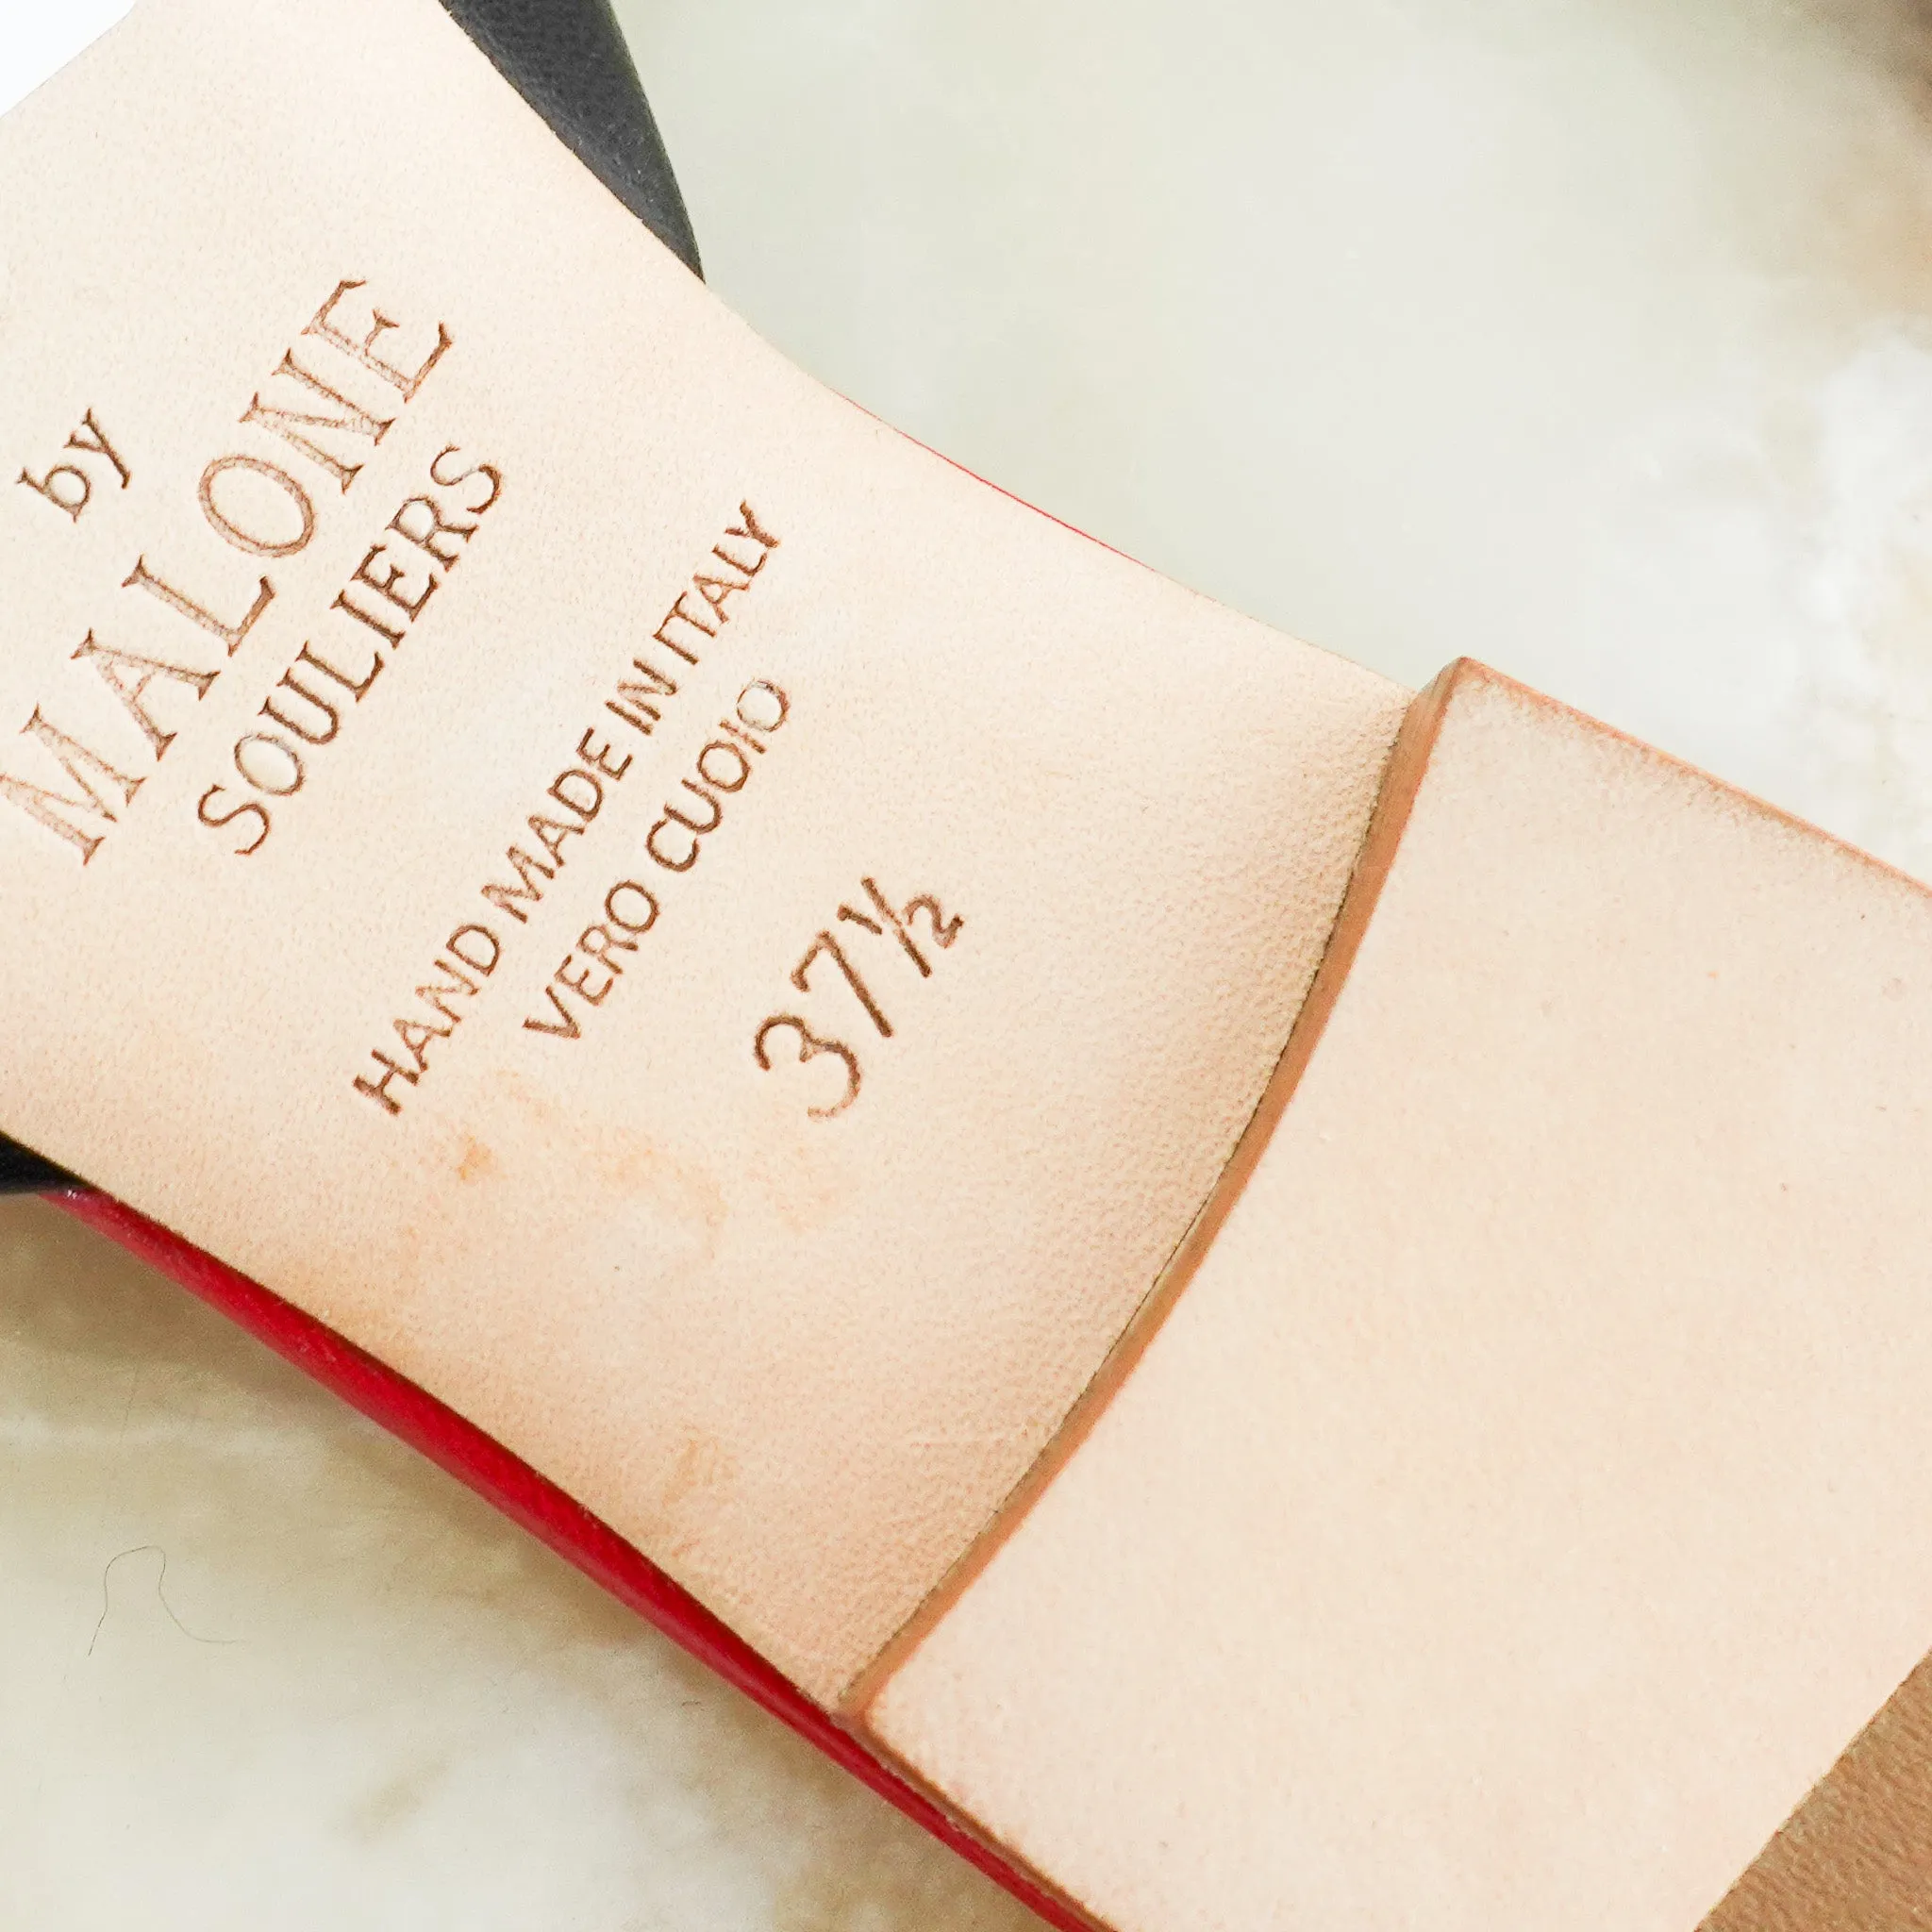 by
MALONE
SOULIERS
HAND MADE IN ITALY
VERO CUOIO
37½